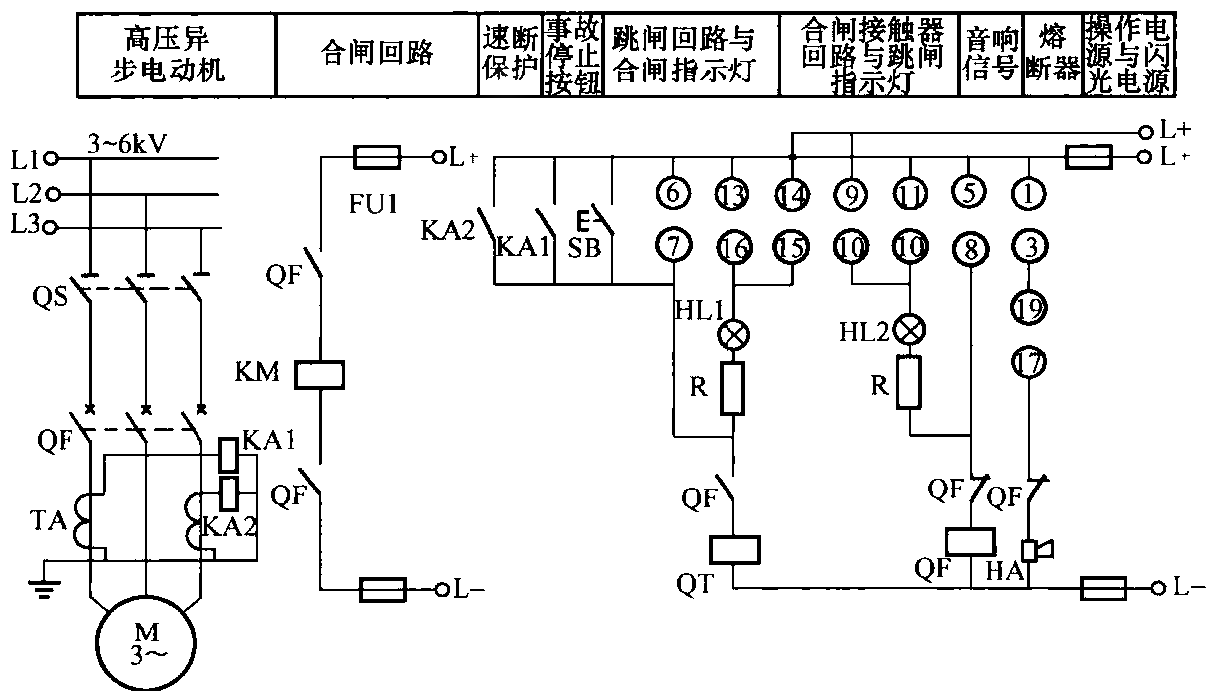 高压异
步电动机
合闸回路
速断
保护
事故
停止
按钮
跳闸回路与
合闸指示灯
合闸接触器
回路与跳闸
指示灯
音响
信号
熔
断器
操作电
源与闪
光电源
3~6kV
L1
L2
L3
QS
QF
KA1
TA
KA2
M
3~
L+
FU1
QF
KM
QF
L−
L+
L+
KA2
KA1
E
SB
6
13
14
9
11
5
1
7
16
15
10
10
8
3
19
17
HL1
HL2
R
R
QF
QF
QF
QT
QF
HA
L−